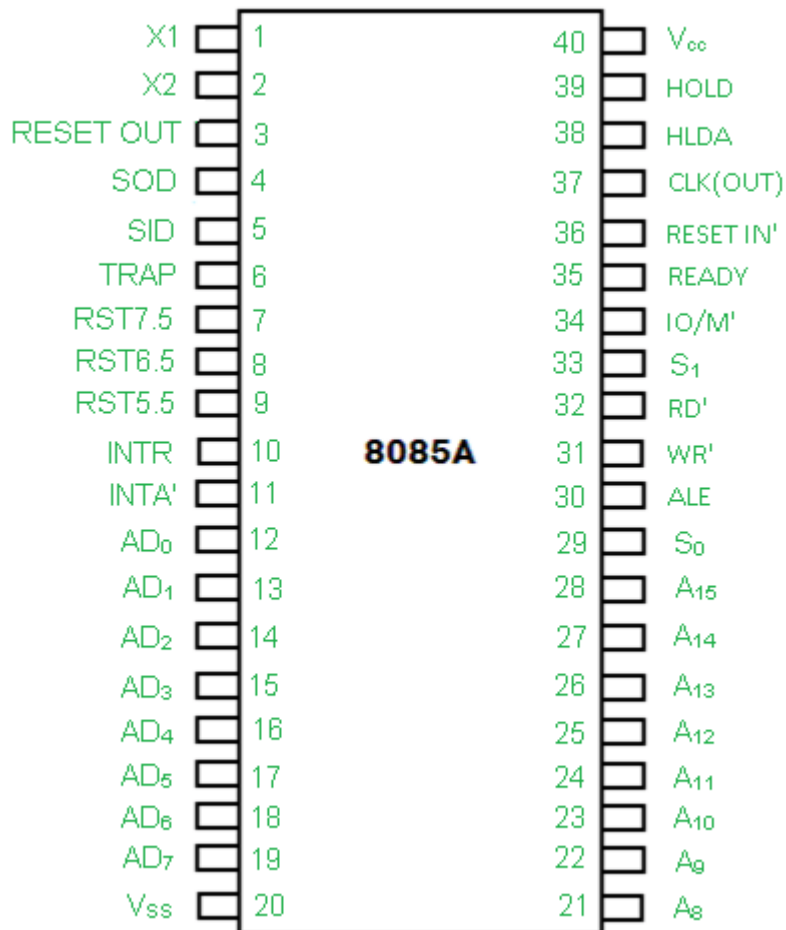 X1 1 40 Vcc
X2 2 39 HOLD
RESET OUT 3 38 HLDA
SOD 4 37 CLK(OUT)
SID 5 36 RESET IN'
TRAP 6 35 READY
RST7.5 7 34 IO/M'
RST6.5 8 33 S₁
RST5.5 9 32 RD'
INTR 10 8085A 31 WR'
INTA' 11 30 ALE
AD₀ 12 29 S₀
AD₁ 13 28 A₁₅
AD₂ 14 27 A₁₄
AD₃ 15 26 A₁₃
AD₄ 16 25 A₁₂
AD₅ 17 24 A₁₁
AD₆ 18 23 A₁₀
AD₇ 19 22 A₉
Vss 20 21 A₈